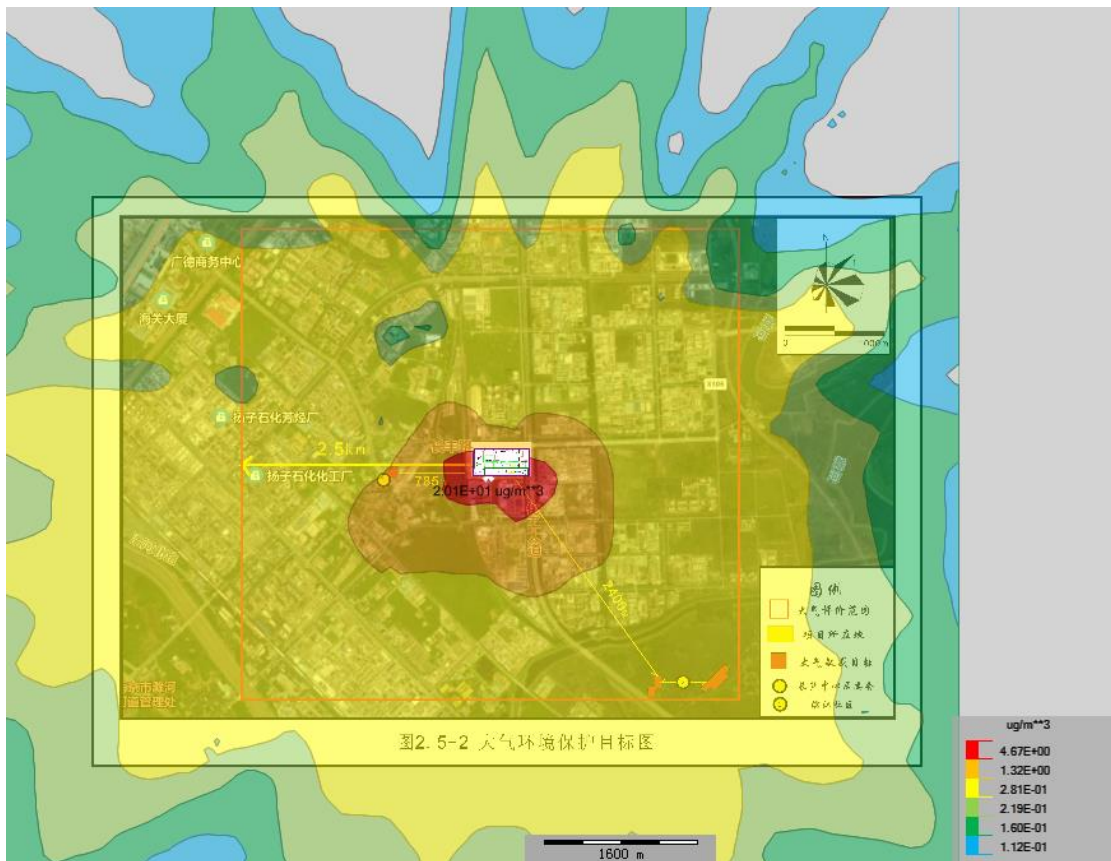 广德商务中心
海关大厦
扬子石化芳烃厂
2.5km
扬子石化化工厂
785
2.01E+01 ug/m**3
2400
图例
大气评价范围
项目所在地
大气敏感目标
图2.5-2 大气环境保护目标图
ug/m**3
4.67E+00
1.32E+00
2.81E-01
2.19E-01
1.60E-01
1.12E-01
1600 m